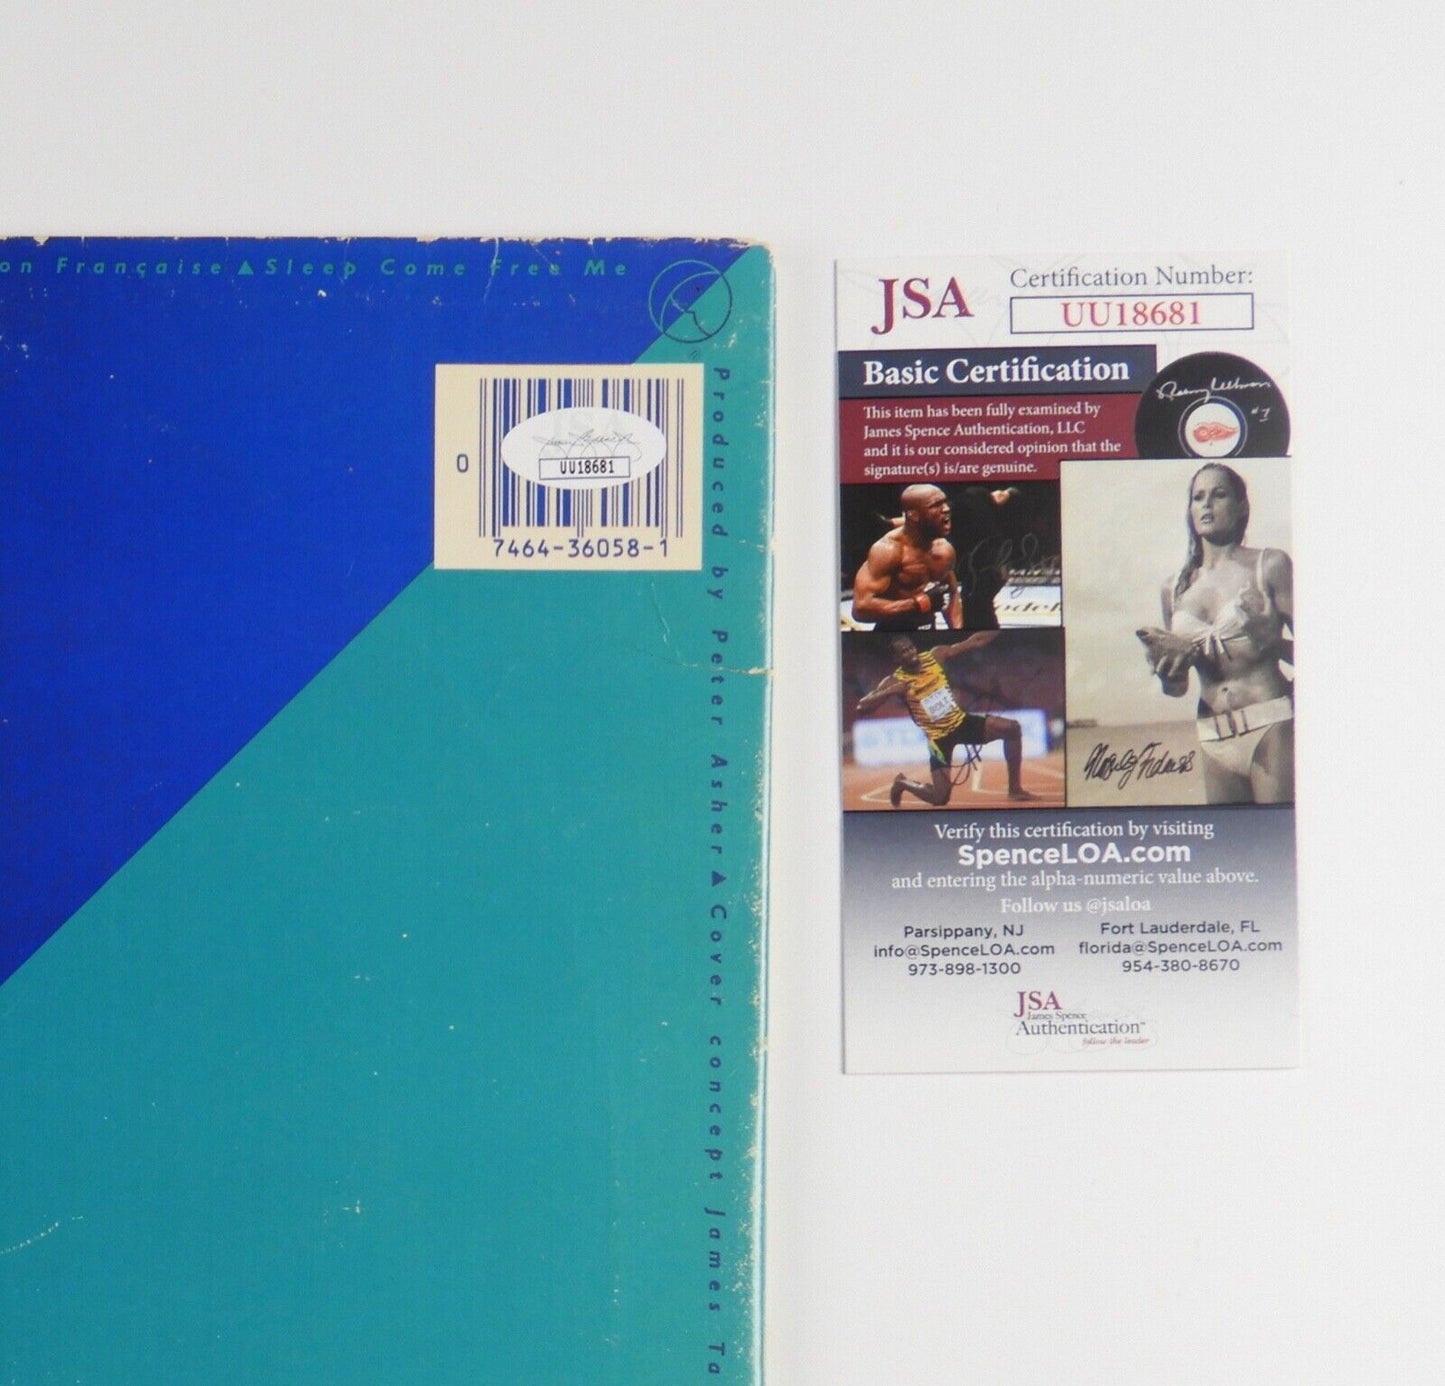 on Française ▲ Sleep Come Free Me
0
UU18681
7464-36058-1
Produced by Peter Asher ▲ Cover concept James Ta
JSA
Certification Number:
UU18681
Basic Certification
This item has been fully examined by
James Spence Authentication, LLC
and it is our considered opinion that the
signature(s) is/are genuine.
BOLT
Verify this certification by visiting
SpenceLOA.com
and entering the alpha-numeric value above.
Follow us @jsaloa
Parsippany, NJ
info@SpenceLOA.com
973-898-1300
Fort Lauderdale, FL
florida@SpenceLOA.com
954-380-8670
JSA
James Spence
Authentication™
follow the leader